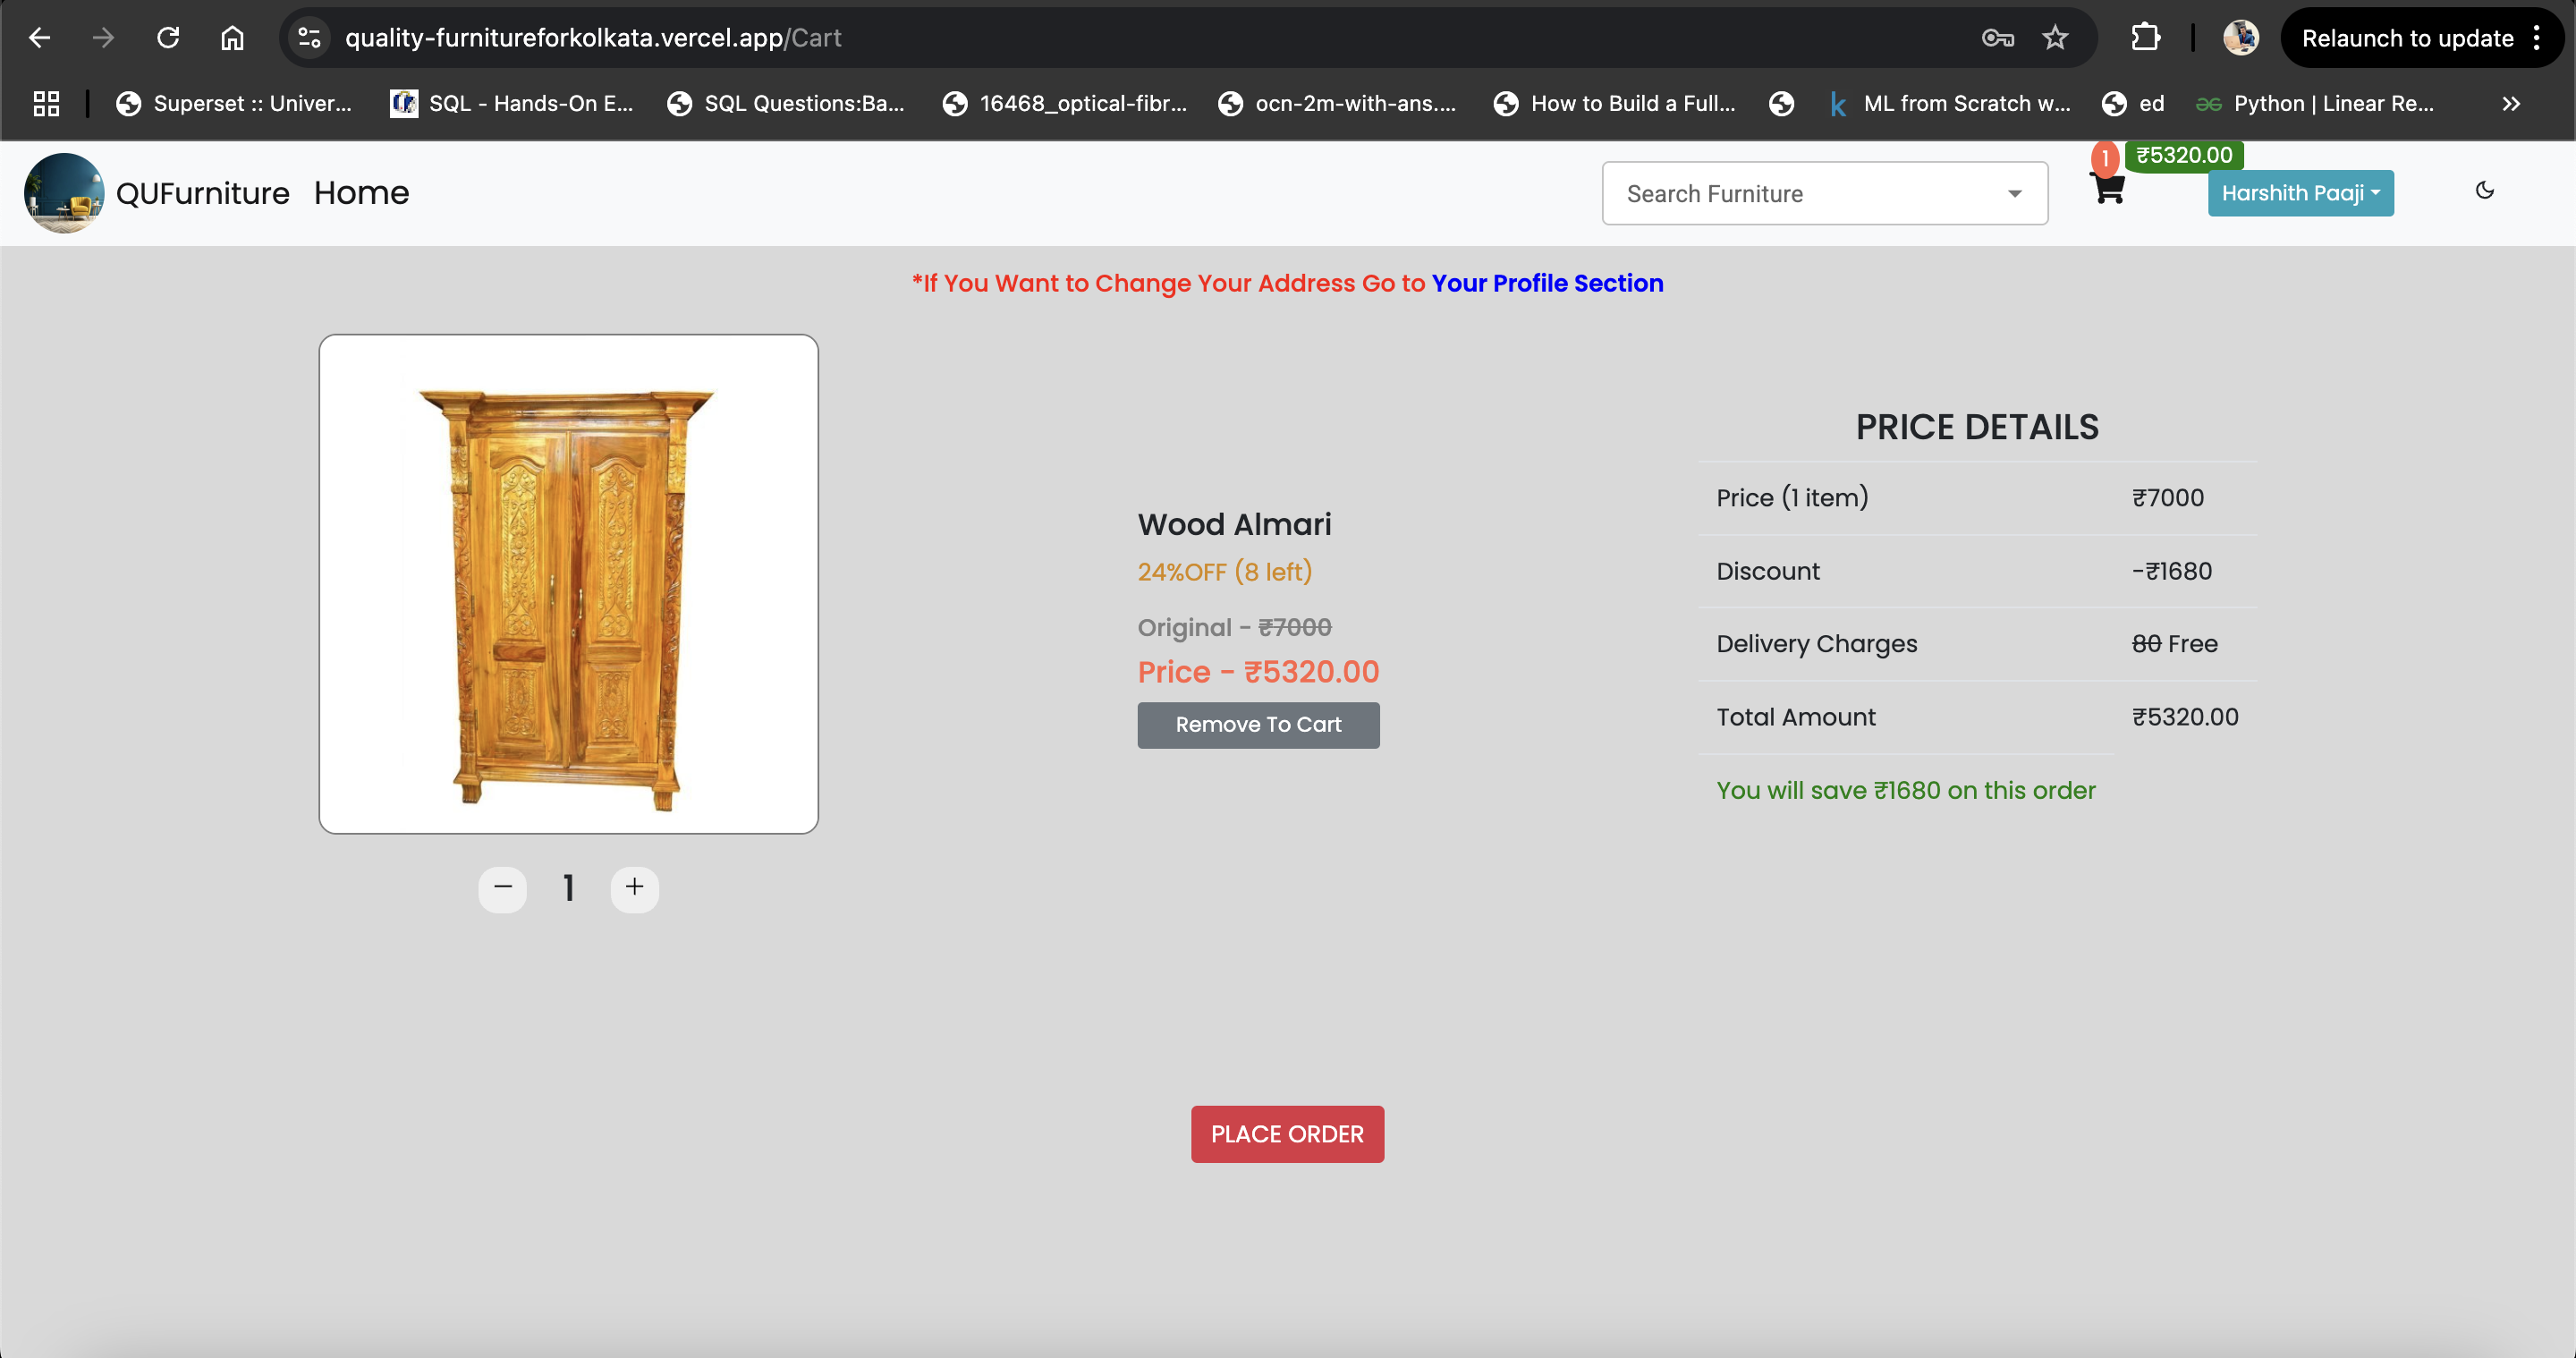 quality-furnitureforkolkata.vercel.app/Cart
Relaunch to update
Superset :: Univer...
SQL - Hands-On E...
SQL Questions:Ba...
16468_optical-fibr...
ocn-2m-with-ans....
How to Build a Full...
ML from Scratch w...
ed
Python | Linear Re...
QUFurniture
Home
Search Furniture
1
₹5320.00
Harshith Paaji
*If You Want to Change Your Address Go to Your Profile Section
Wood Almari
24%OFF (8 left)
Original - ₹7000
Price - ₹5320.00
Remove To Cart
1
PRICE DETAILS
Price (1 item) ₹7000
Discount -₹1680
Delivery Charges 80 Free
Total Amount ₹5320.00
You will save ₹1680 on this order
PLACE ORDER